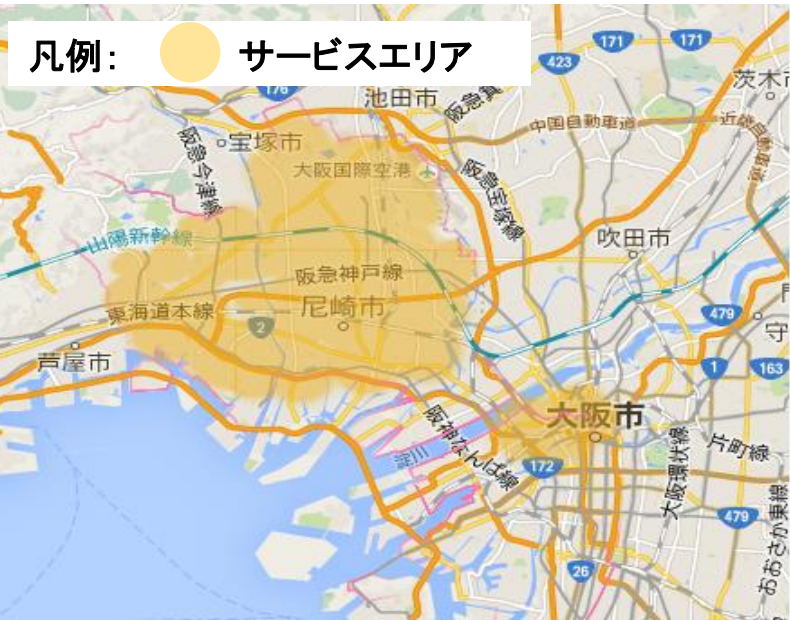 凡例： サービスエリア
171
171
423
176
池田市
阪急
茨木市
中国自動車道
近畿自動車道
宝塚市
阪急今津線
大阪国際空港
阪急宝塚線
山陽新幹線
吹田市
阪急神戸線
東海道本線
尼崎市
2
479
守
芦屋市
1
163
大阪市
阪神なんば線
片町線
172
大阪環状線
479
おおさか東線
26